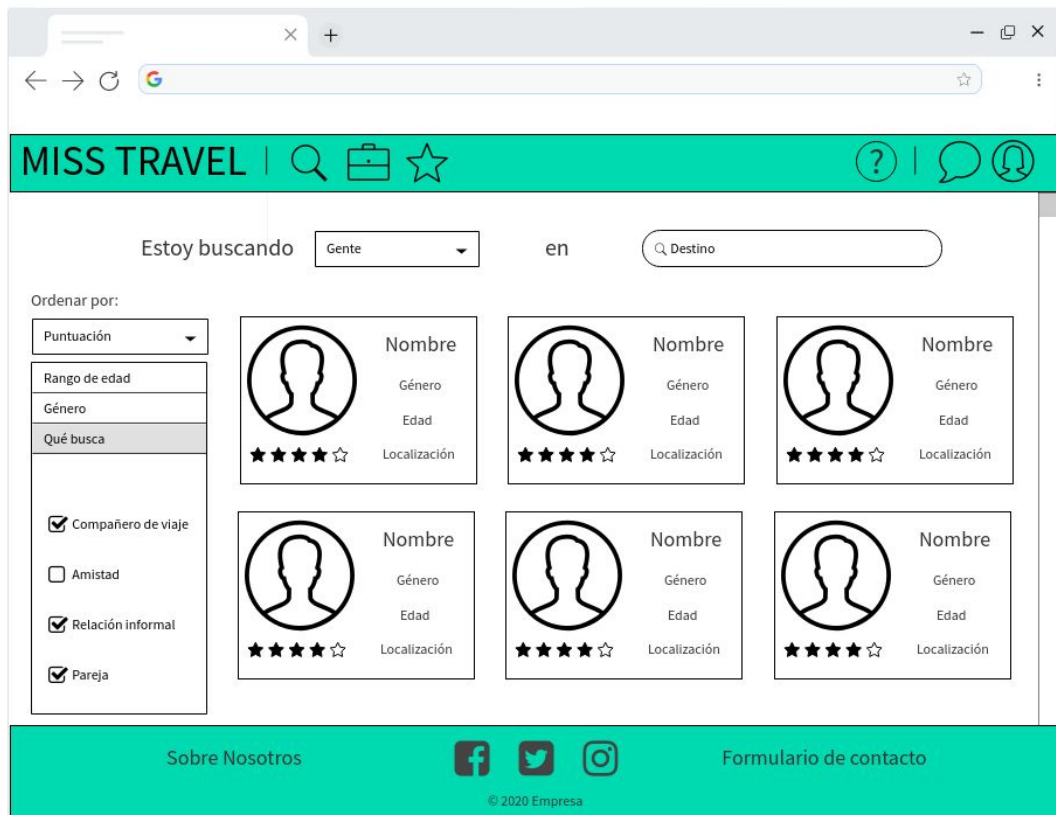 MISS TRAVEL
Estoy buscando Gente en Destino
Ordenar por:
Puntuación
Rango de edad
Género
Qué busca
Compañero de viaje
Amistad
Relación informal
Pareja
Nombre
Género
Edad
Localización
Nombre
Género
Edad
Localización
Nombre
Género
Edad
Localización
Nombre
Género
Edad
Localización
Nombre
Género
Edad
Localización
Nombre
Género
Edad
Localización
Sobre Nosotros
Formulario de contacto
© 2020 Empresa